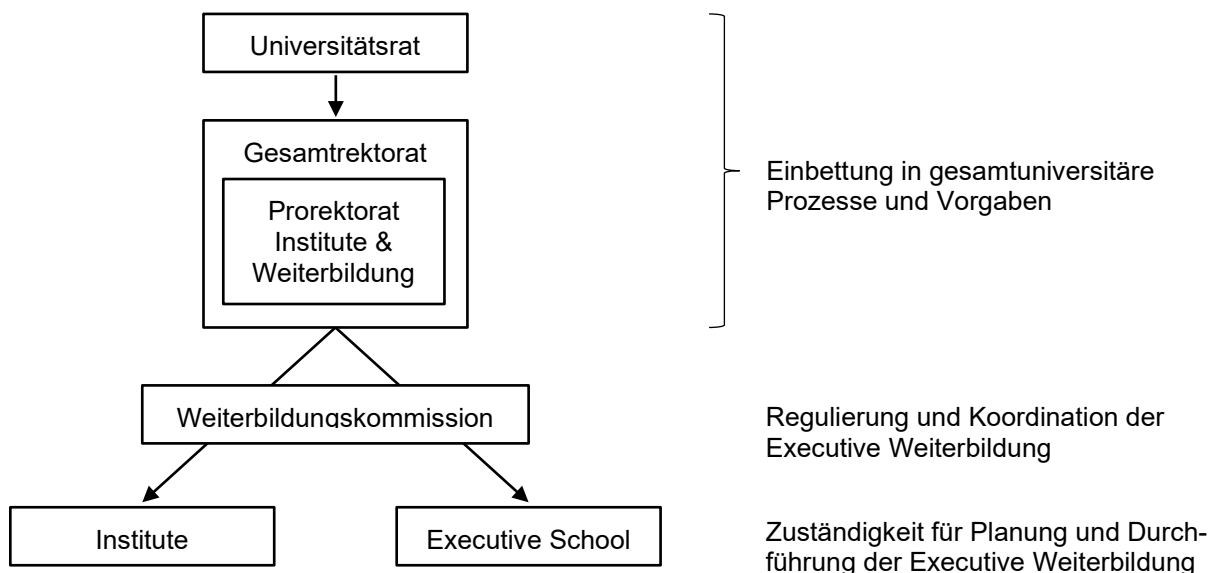 Universitätsrat
Gesamtrektorat
Prorektorat
Institute &
Weiterbildung
Einbettung in gesamtuniversitäre
Prozesse und Vorgaben
Weiterbildungskommission
Regulierung und Koordination der
Executive Weiterbildung
Institute
Executive School
Zuständigkeit für Planung und Durch-
führung der Executive Weiterbildung